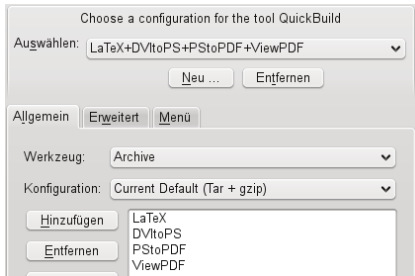 Choose a configuration for the tool QuickBuild
Auswählen: LaTeX+DVItoPS+PStoPDF+ViewPDF
Neu ... Entfernen
Allgemein Erweitert Menü
Werkzeug: Archive
Konfiguration: Current Default (Tar + gzip)
Hinzufügen
Entfernen
LaTeX
DVItoPS
PStoPDF
ViewPDF